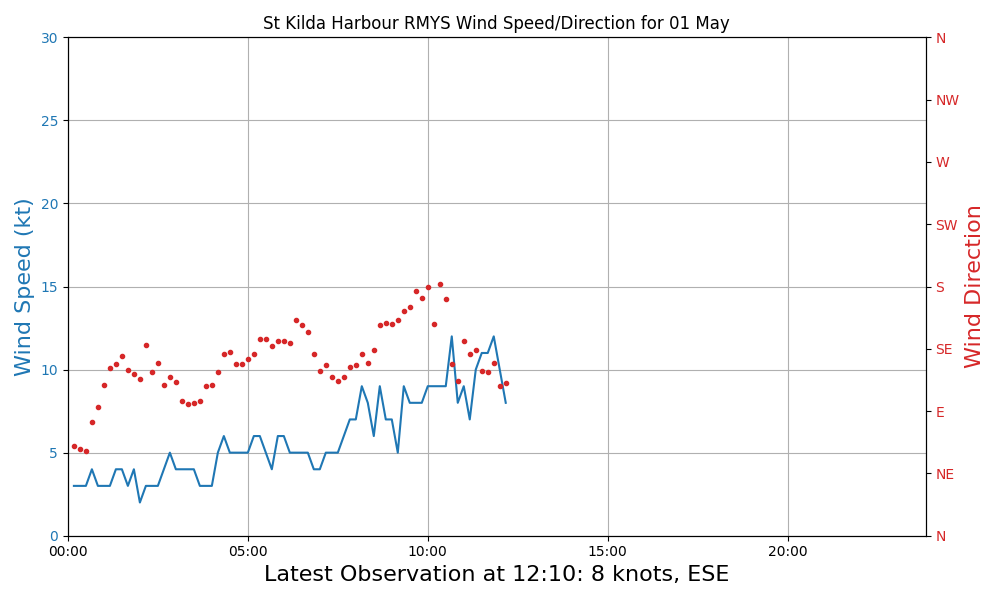 St Kilda Harbour RMYS Wind Speed/Direction for 01 May
30
25
20
15
10
5
0
Wind Speed (kt)
N
NW
W
SW
S
SE
E
NE
N
Wind Direction
00:00
05:00
10:00
15:00
20:00
Latest Observation at 12:10: 8 knots, ESE